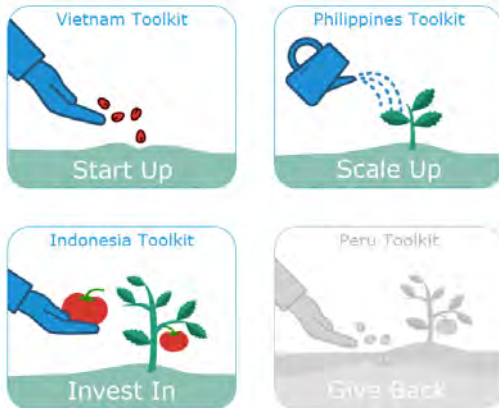 Vietnam Toolkit
Start Up
Philippines Toolkit
Scale Up
Indonesia Toolkit
Invest In
Peru Toolkit
Give Back